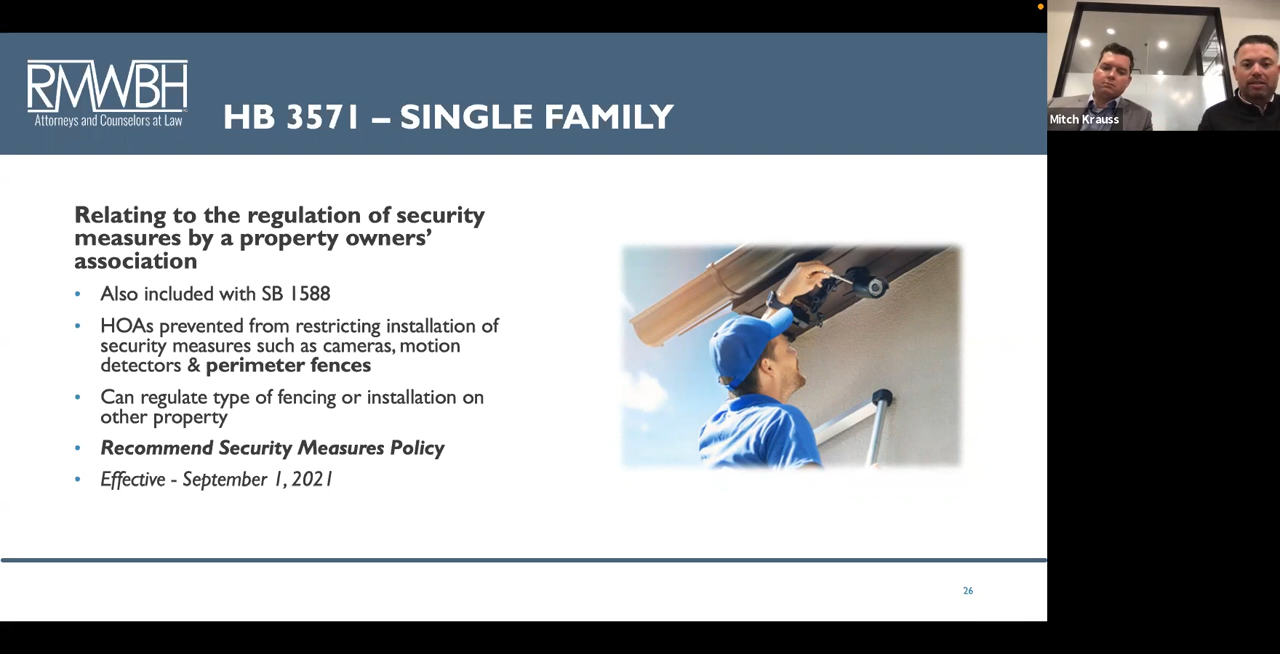 RMWBH
Attorneys and Counselors at Law
HB 3571 – SINGLE FAMILY
Mitch Krauss
Relating to the regulation of security
measures by a property owners’
association
• Also included with SB 1588
• HOAs prevented from restricting installation of
security measures such as cameras, motion
detectors & perimeter fences
• Can regulate type of fencing or installation on
other property
• Recommend Security Measures Policy
• Effective - September 1, 2021
26